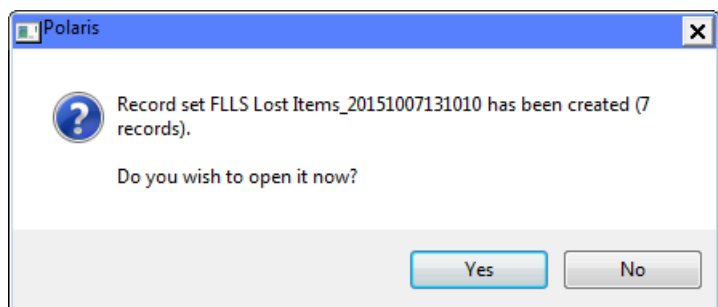 Polaris
Record set FLLS Lost Items_20151007131010 has been created (7
records).
Do you wish to open it now?
Yes No